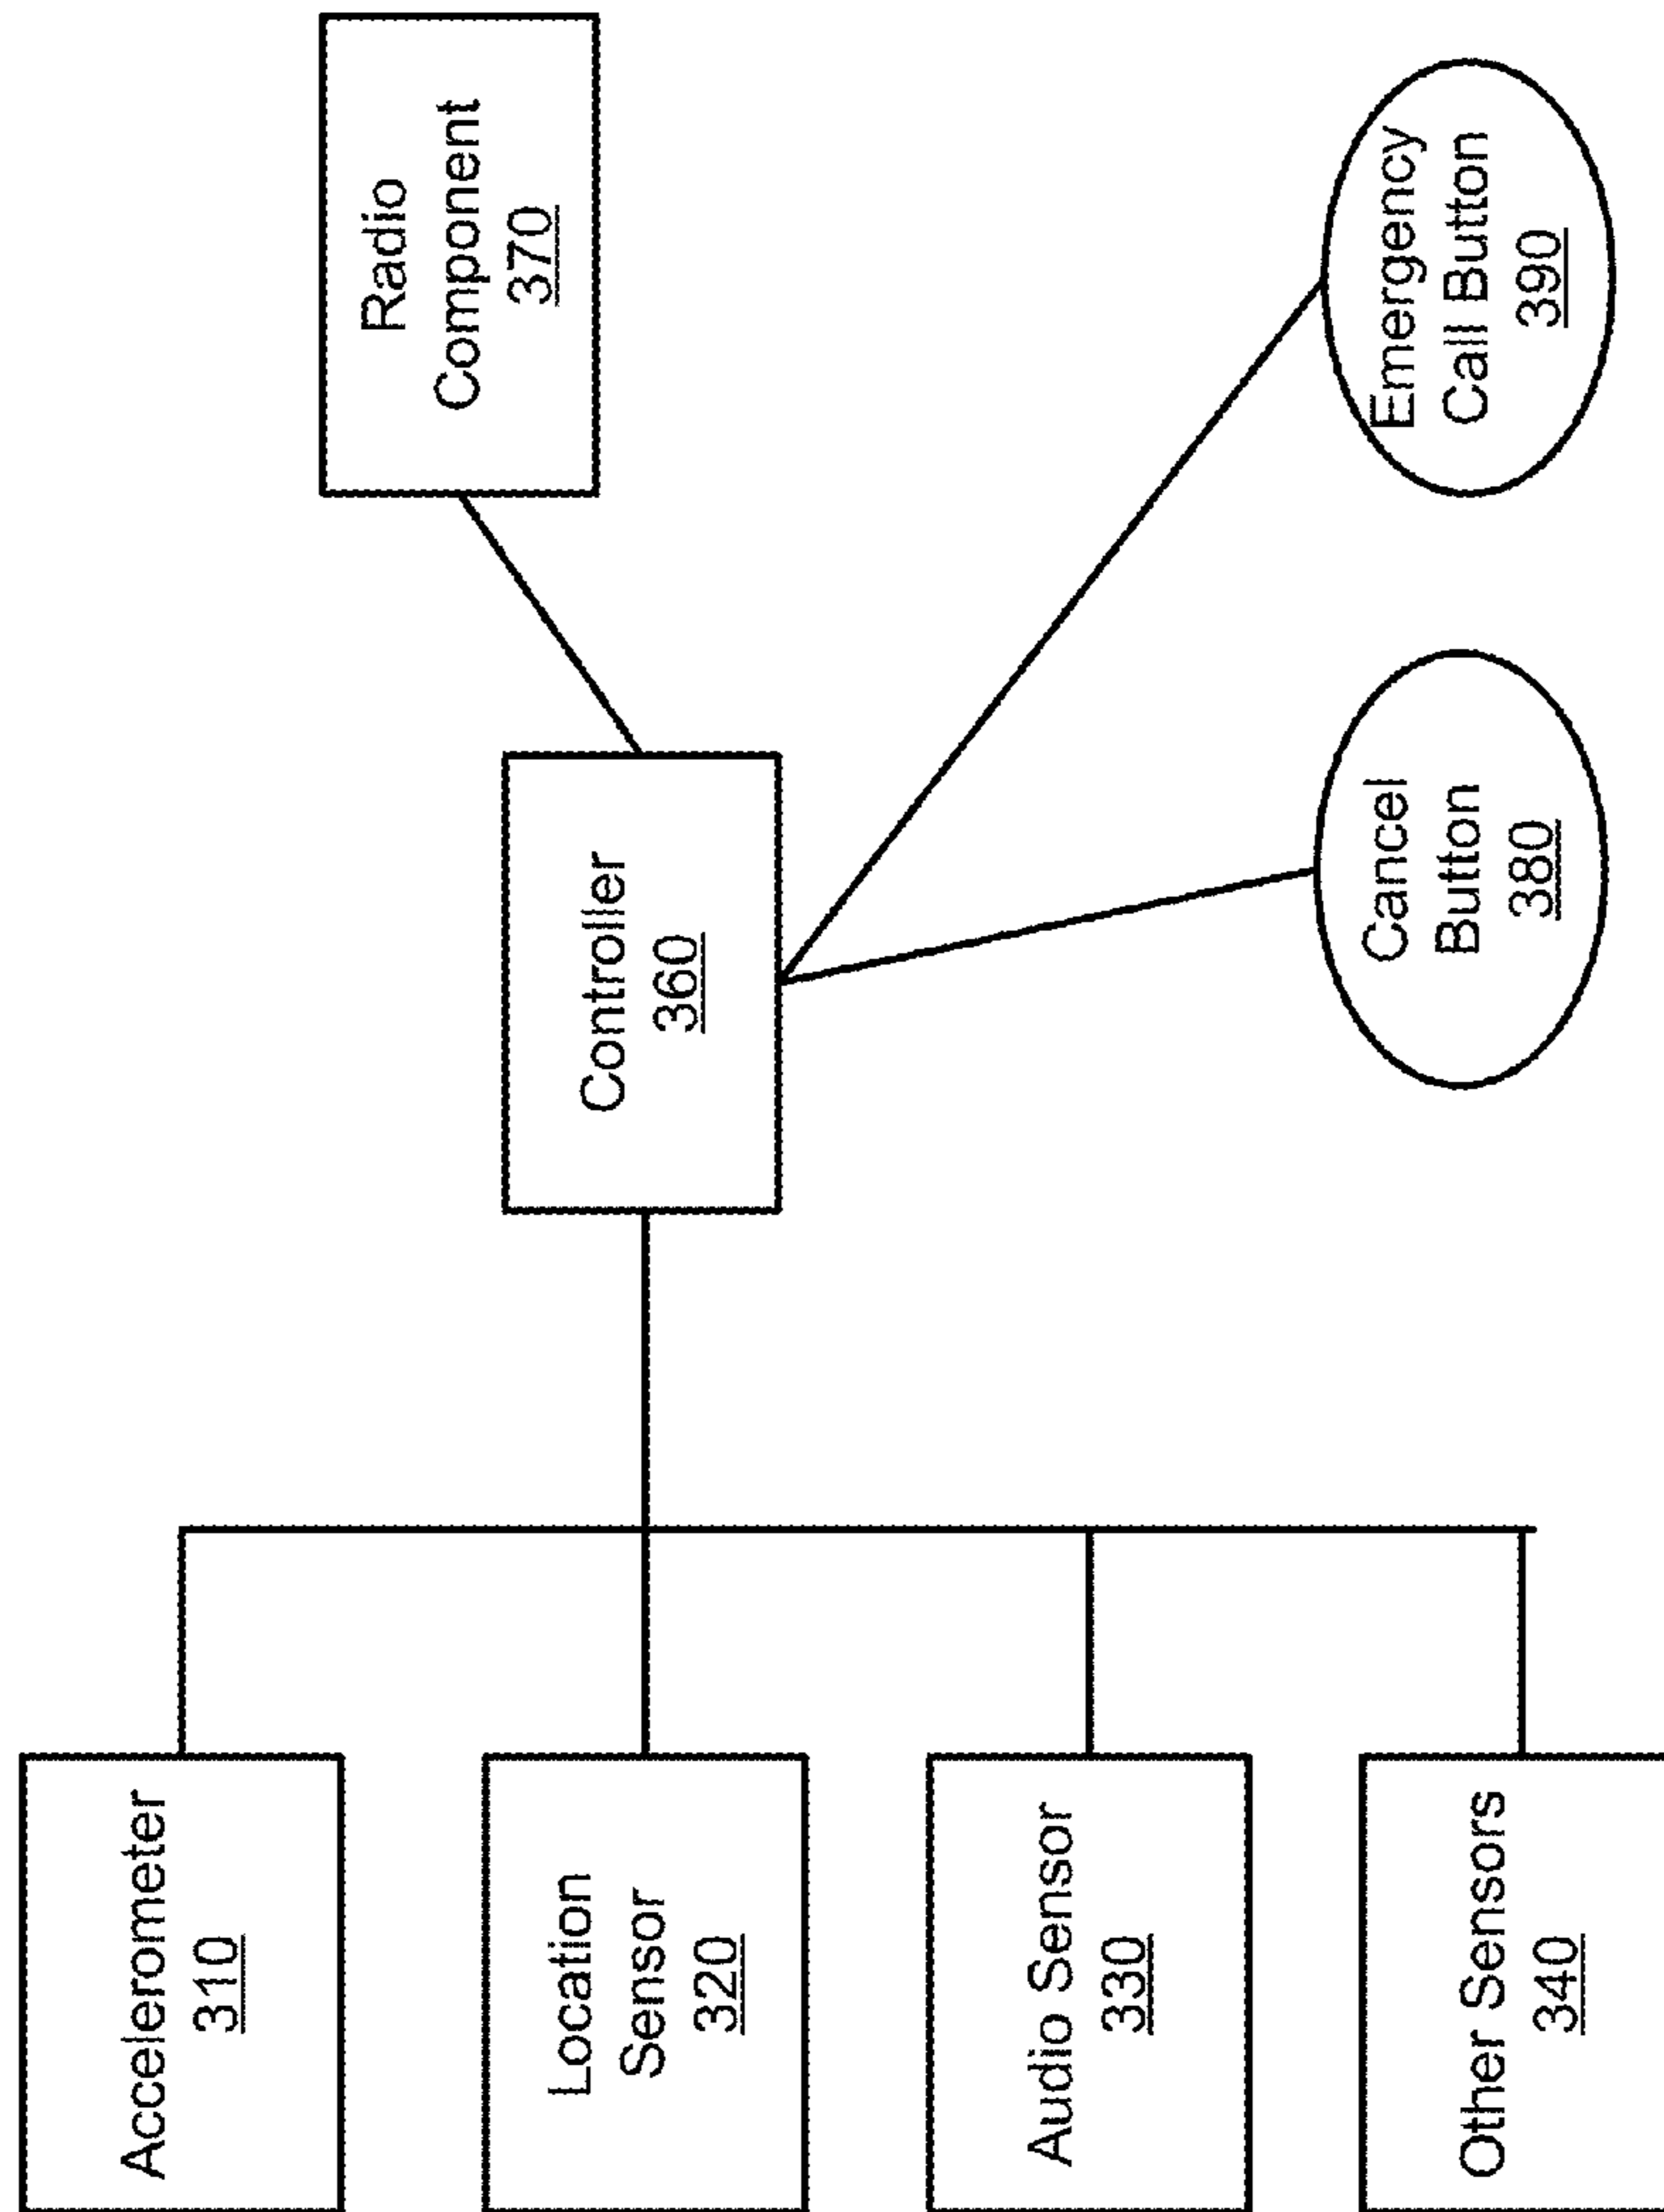 Accelerometer
310
Location
Sensor
320
Audio Sensor
330
Other Sensors
340
Controller
360
Radio
Component
370
Cancel
Button
380
Emergency
Call Button
390